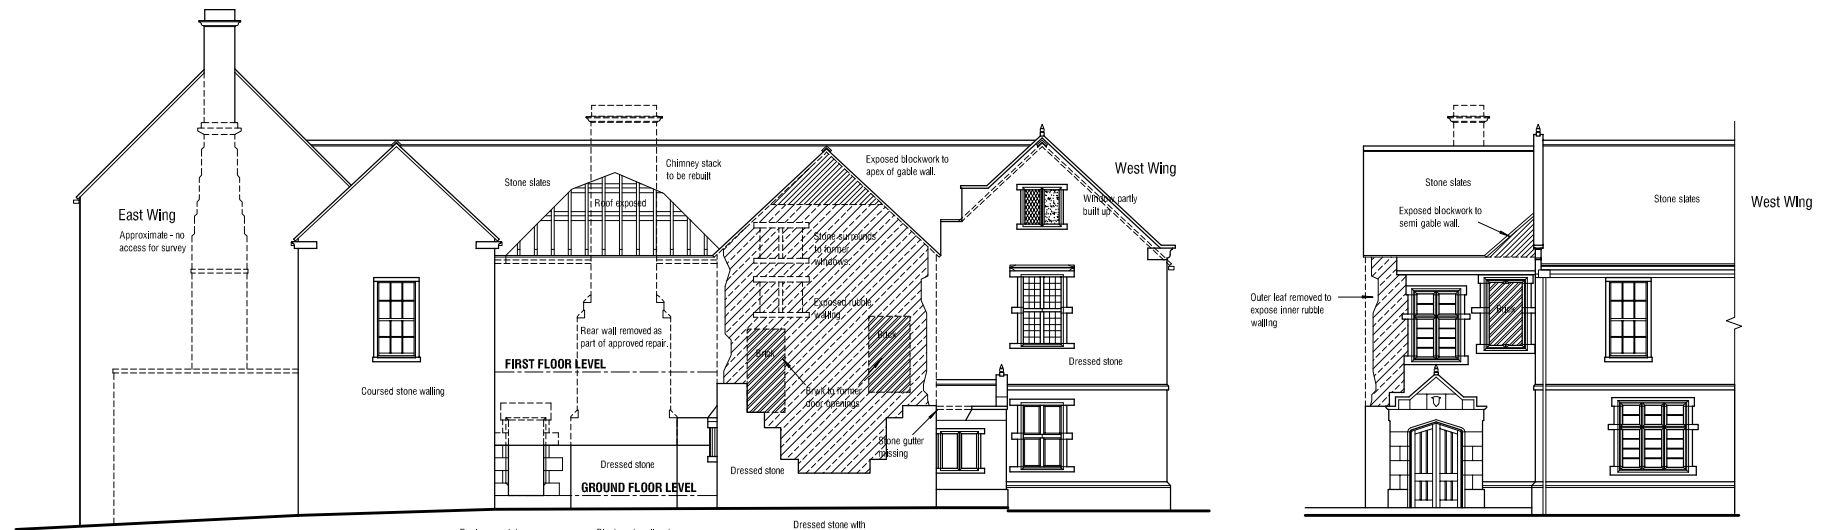 East Wing
Approximate - no
access for survey
Coursed stone walling
Stone slates
Roof exposed
Chimney stack
to be rebuilt
Rear wall removed as
part of approved repair.
FIRST FLOOR LEVEL
Dressed stone
GROUND FLOOR LEVEL
Exposed blockwork to
apex of gable wall.
Stone surrounds
to former
windows.
Exposed rubble
walling
Brick
Brick
Brick to former
door openings
Stone gutter
missing
Dressed stone
Dressed stone with
West Wing
Window partly
built up
Dressed stone
Stone slates
Exposed blockwork to
semi gable wall.
Outer leaf removed to
expose inner rubble
walling
Brick
Stone slates
West Wing